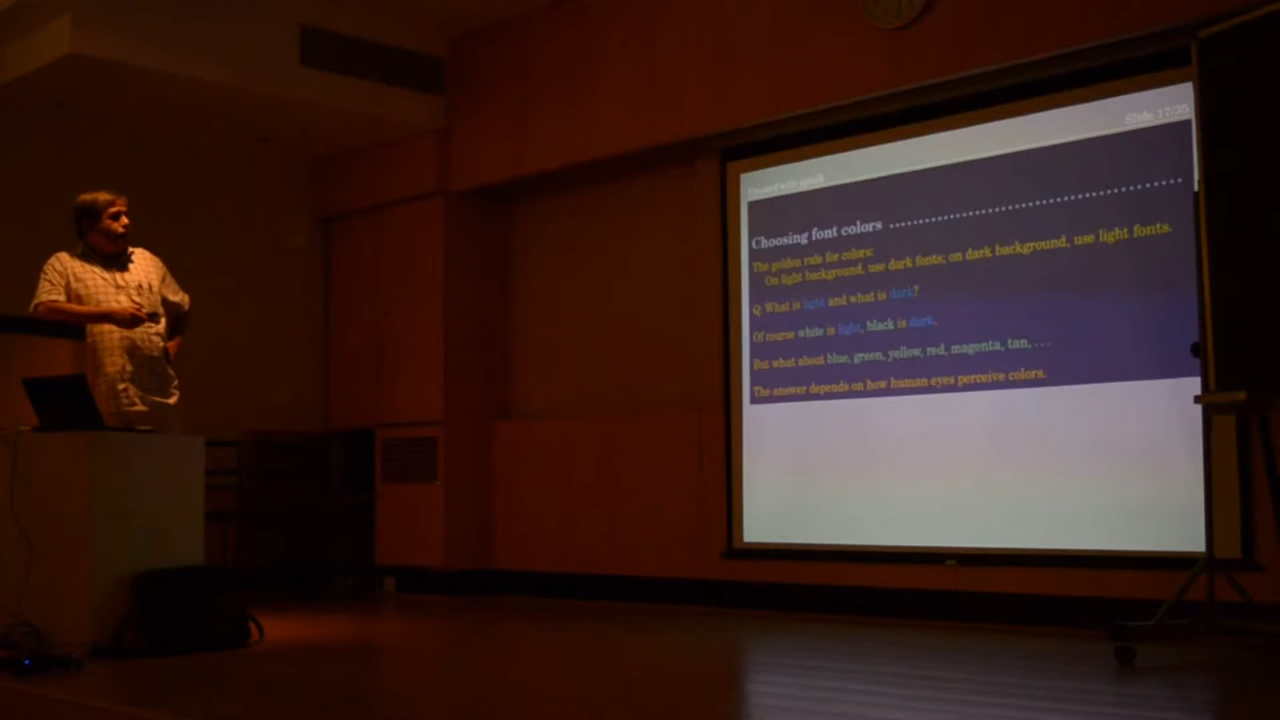 Slide 17/35
Created with
Choosing font colors
The golden rule for colors:
On light background, use dark fonts; on dark background, use light fonts.
Q: What is light and what is dark?
Of course white is light, black is dark.
But what about blue, green, yellow, red, magenta, tan, . . .
The answer depends on how human eyes perceive colors.